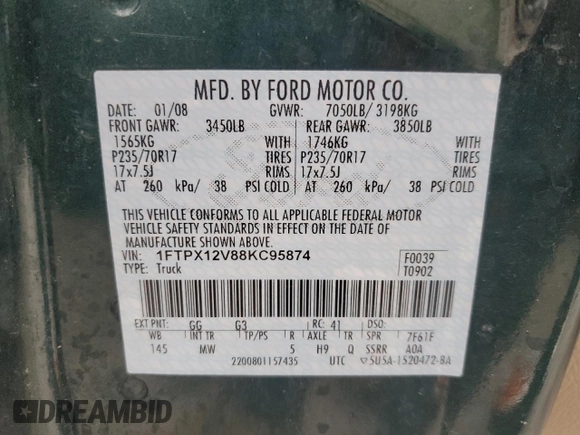 MFD. BY FORD MOTOR CO.
DATE: 01/08 GVWR: 7050LB/ 3198KG
FRONT GAWR: 3450LB REAR GAWR: 3850LB
1565KG WITH 1746KG WITH
P235/70R17 TIRES P235/70R17 TIRES
17x7.5J RIMS 17x7.5J RIMS
AT 260 kPa/ 38 PSI COLD AT 260 kPa/ 38 PSI COLD
THIS VEHICLE CONFORMS TO ALL APPLICABLE FEDERAL MOTOR
VEHICLE SAFETY STANDARDS IN EFFECT ON THE DATE OF
MANUFACTURE SHOWN ABOVE.
VIN: 1FTPX12V88KC95874 F0039
TYPE: Truck T0902
EXT PNT: GG G3 RC: 41 DSO:
WB INT TR TP/PS R AXLE TR SPR 7F61F
145 MW 5 H9 Q SSRR A0A
2200801157435 UTC ▽5U5A-1520472-BA
DREAMBID